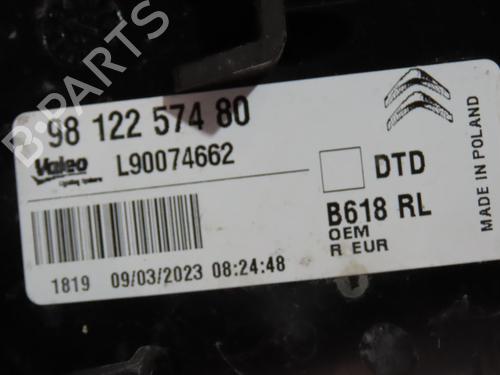 B-PARTS
98 122 574 80
Valeo
L90074662
DTD
B618 RL
OEM
R EUR
1819 09/03/2023 08:24:48
MADE IN POLAND